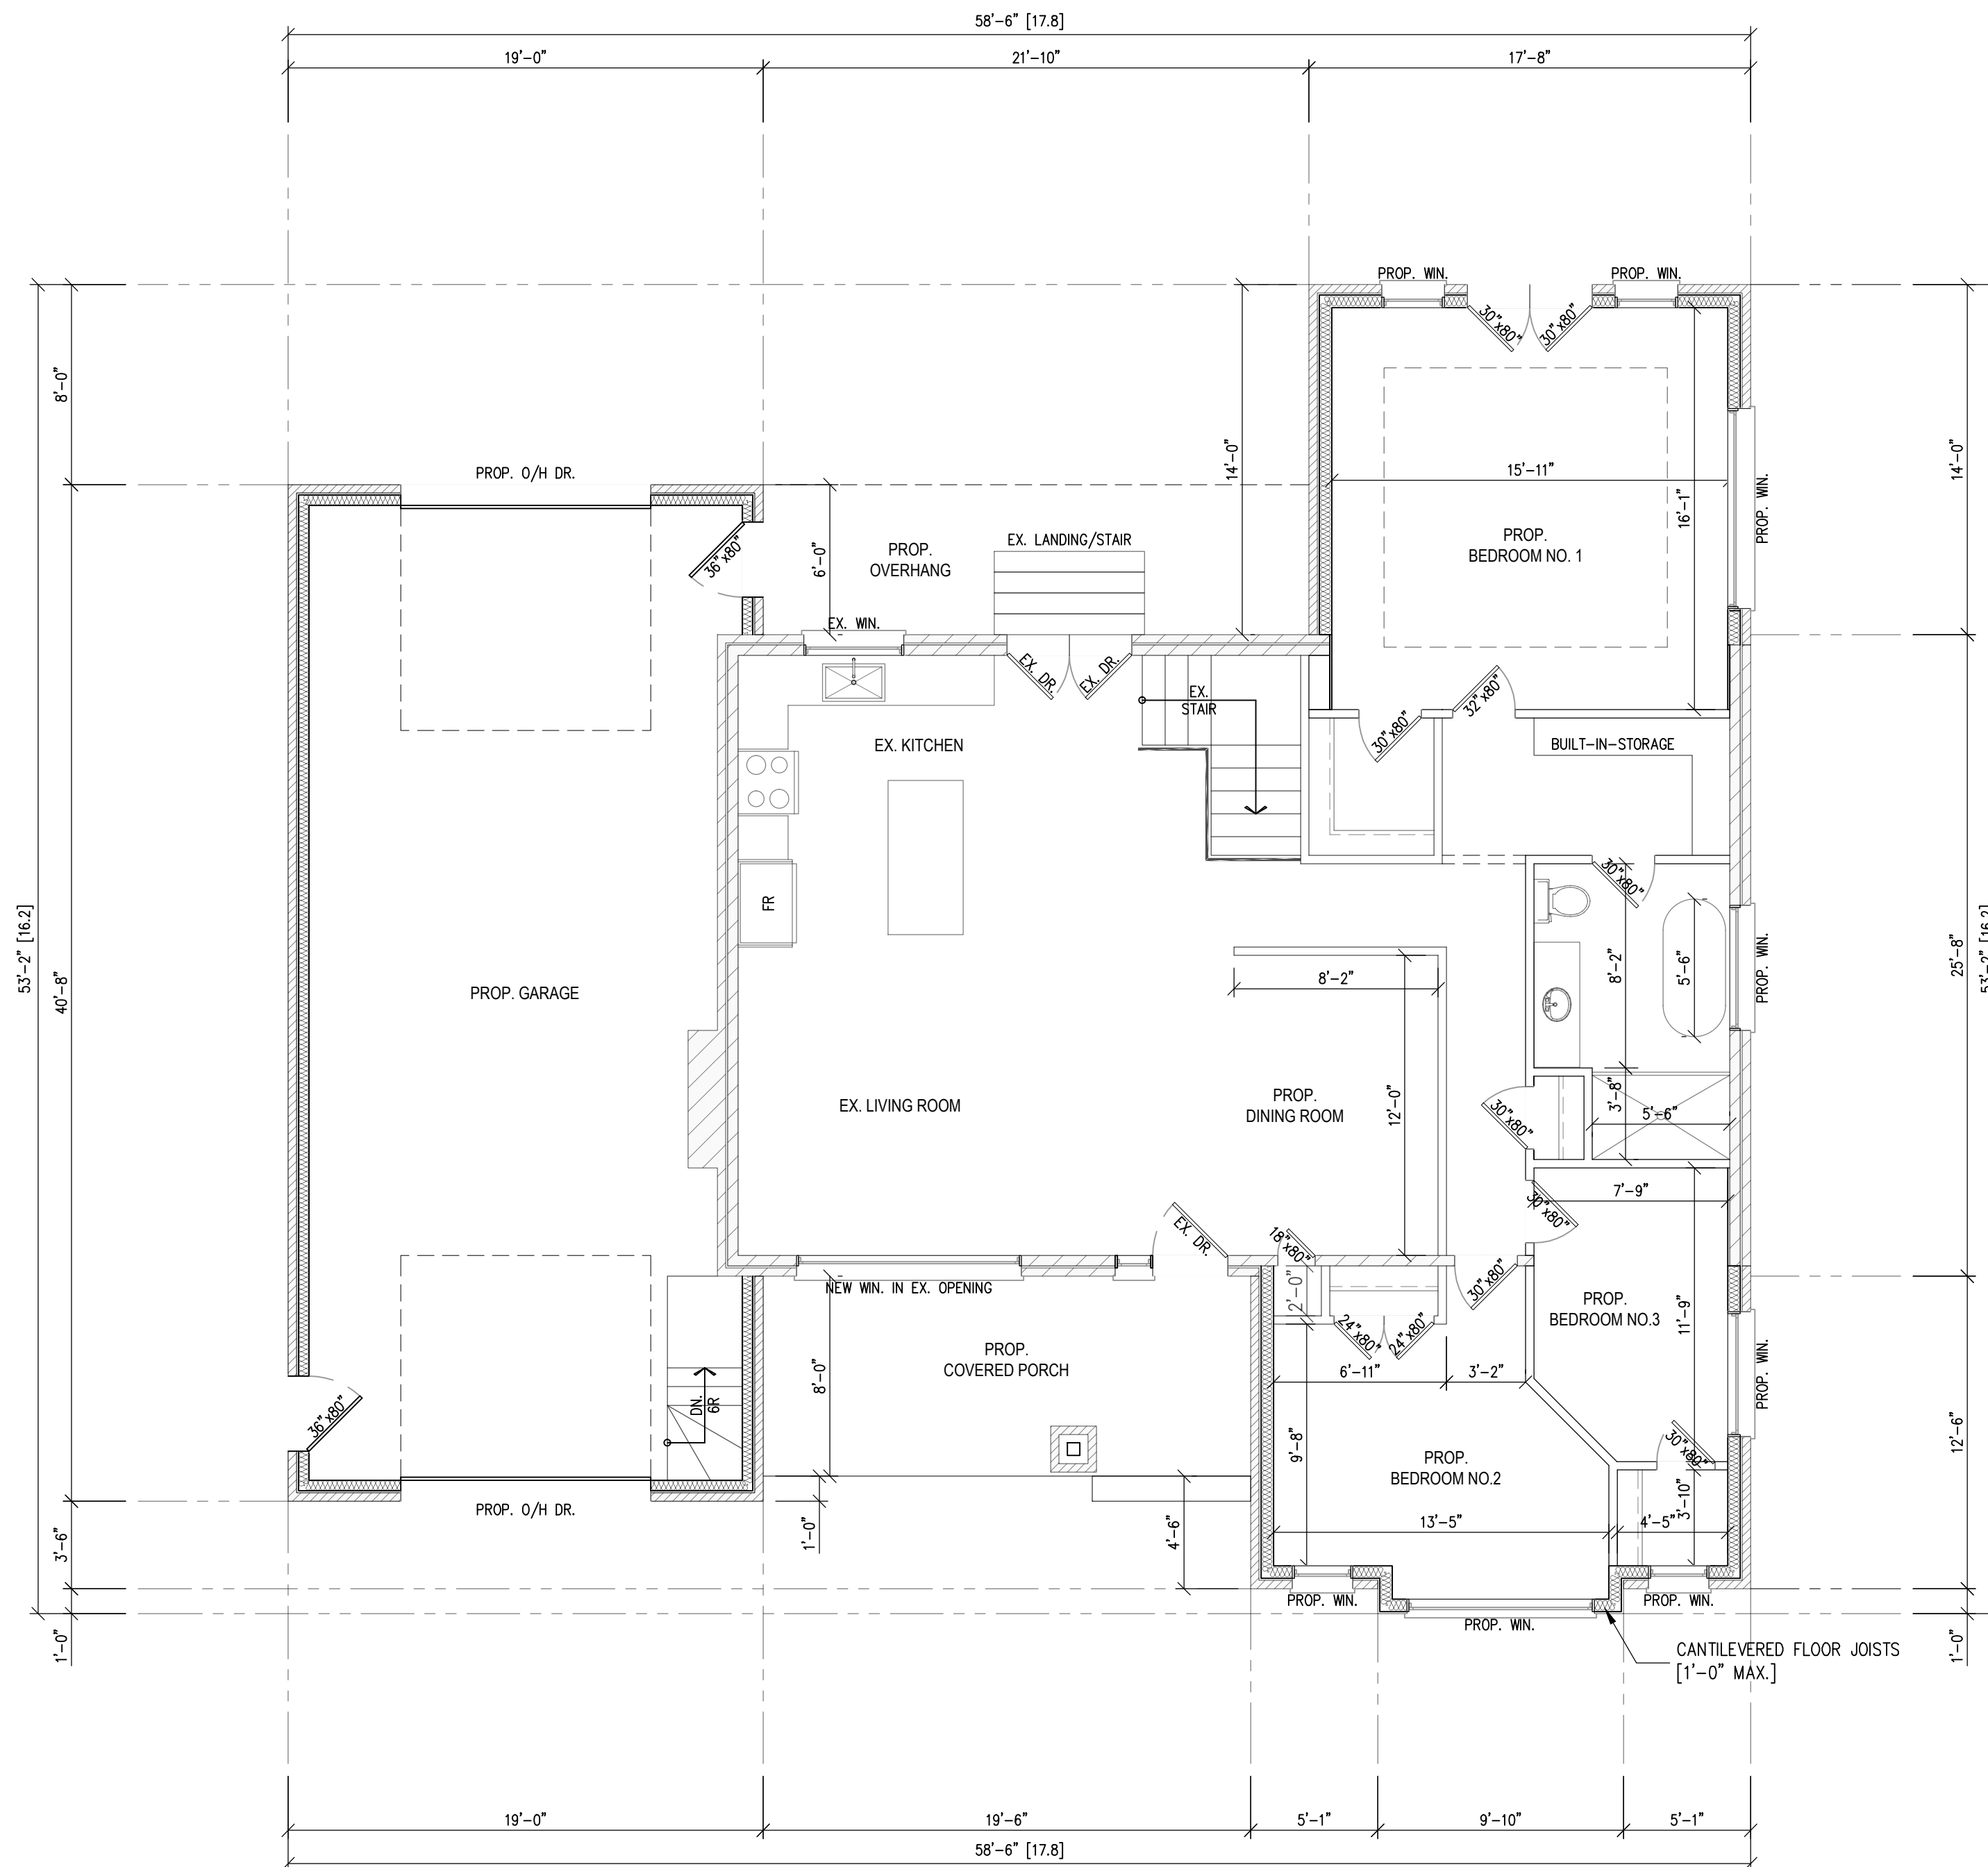 58'-6" [17.8]
19'-0"
21'-10"
17'-8"
PROP. WIN.
PROP. WIN.
30"x80"
30"x80"
8'-0"
14'-0"
14'-0"
PROP. O/H DR.
15'-11"
16'-1"
PROP. WIN.
36"x80"
6'-0"
PROP.
OVERHANG
EX. LANDING/STAIR
PROP.
BEDROOM NO. 1
EX. WIN.
EX. DR.
EX. DR.
EX.
STAIR
32"x80"
30"x80"
EX. KITCHEN
BUILT-IN-STORAGE
FR
30"x80"
53'-2" [16.2]
40'-8"
PROP. GARAGE
8'-2"
8'-2"
5'-6"
PROP. WIN.
25'-8"
53'-2" [16.2]
EX. LIVING ROOM
PROP.
DINING ROOM
12'-0"
30"x80"
3'-8"
5'-6"
7'-9"
30"x80"
EX. DR.
18"x80"
NEW WIN. IN EX. OPENING
2'-0"
30"x80"
PROP.
BEDROOM NO.3
11'-9"
24"x80"
24"x80"
PROP.
COVERED PORCH
8'-0"
6'-11"
3'-2"
PROP. WIN.
DN.
6R
36"x80"
9'-8"
PROP.
BEDROOM NO.2
30"x80"
12'-6"
3'-10"
PROP. O/H DR.
13'-5"
4'-5"
3'-6"
1'-0"
4'-6"
PROP. WIN.
PROP. WIN.
PROP. WIN.
1'-0"
1'-0"
CANTILEVERED FLOOR JOISTS
[1'-0" MAX.]
19'-0"
19'-6"
5'-1"
9'-10"
5'-1"
58'-6" [17.8]